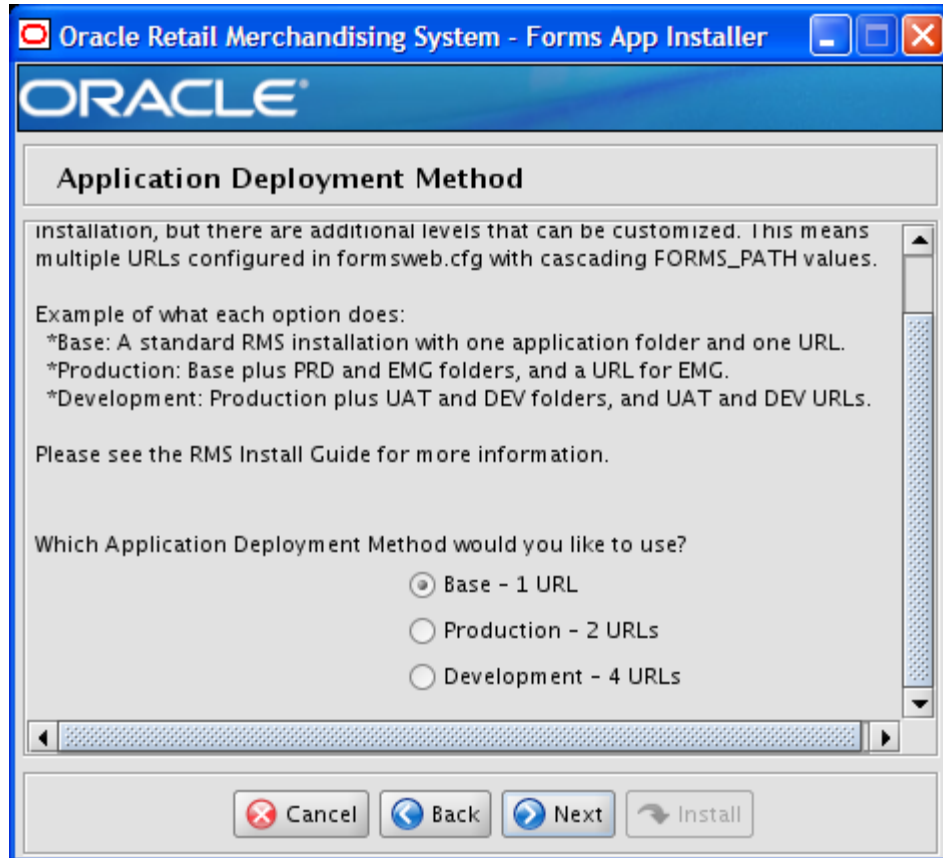 Oracle Retail Merchandising System - Forms App Installer
ORACLE
Application Deployment Method
installation, but there are additional levels that can be customized. This means
multiple URLs configured in formsweb.cfg with cascading FORMS_PATH values.
Example of what each option does:
*Base: A standard RMS installation with one application folder and one URL.
*Production: Base plus PRD and EMG folders, and a URL for EMG.
*Development: Production plus UAT and DEV folders, and UAT and DEV URLs.
Please see the RMS Install Guide for more information.
Which Application Deployment Method would you like to use?
Base - 1 URL
Production - 2 URLs
Development - 4 URLs
Cancel Back Next Install